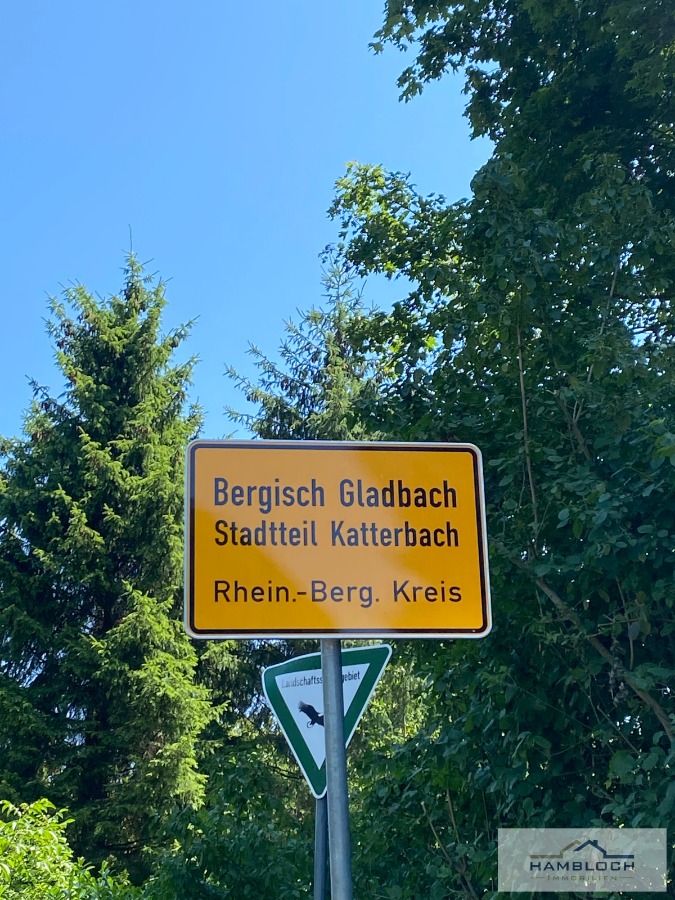 Bergisch Gladbach
Stadtteil Katterbach
Rhein.-Berg. Kreis
HAMBLOCH
IMMOBILIEN